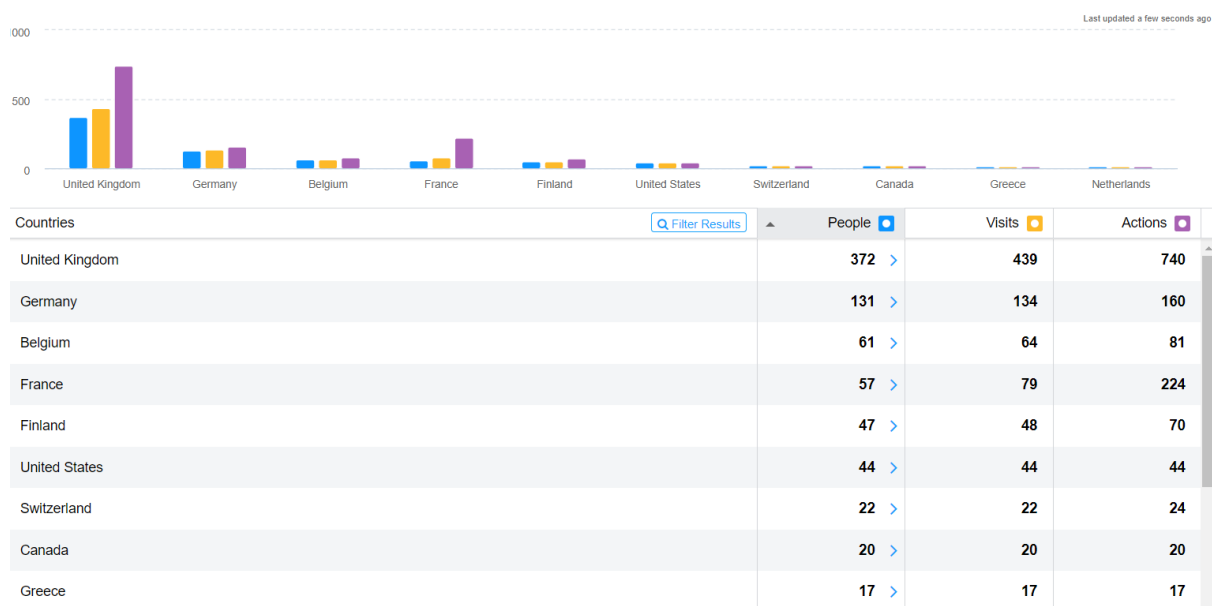 Last updated a few seconds ago
1000
500
0
United Kingdom Germany Belgium France Finland United States Switzerland Canada Greece Netherlands
Countries Filter Results People Visits Actions
United Kingdom 372 439 740
Germany 131 134 160
Belgium 61 64 81
France 57 79 224
Finland 47 48 70
United States 44 44 44
Switzerland 22 22 24
Canada 20 20 20
Greece 17 17 17